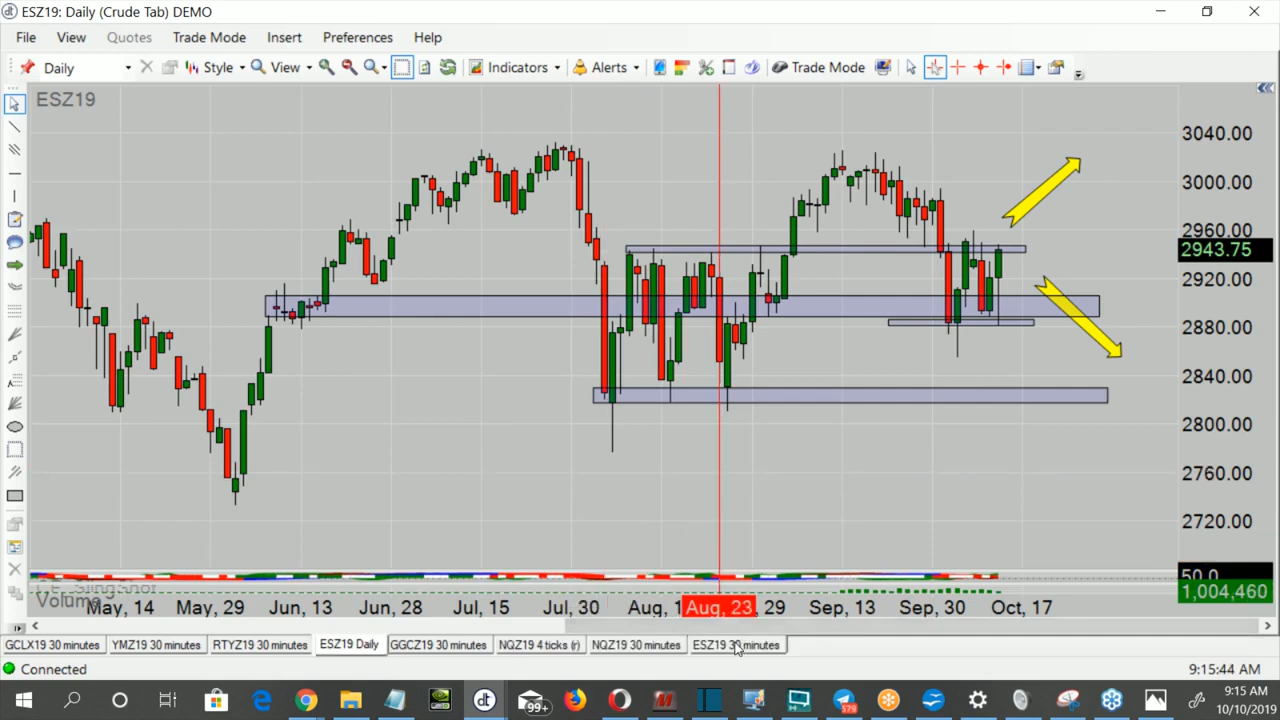 ESZ19: Daily (Crude Tab) DEMO
File View Quotes Trade Mode Insert Preferences Help
Daily Style View Indicators Alerts Trade Mode
ESZ19
3040.00
3000.00
2960.00
2943.75
2920.00
2880.00
2840.00
2800.00
2760.00
2720.00
50.0
1,004,460
Volume
May, 14 May, 29 Jun, 13 Jun, 28 Jul, 15 Jul, 30 Aug, 1 Aug, 23 29 Sep, 13 Sep, 30 Oct, 17
GCLX19 30 minutes YMZ19 30 minutes RTYZ19 30 minutes ESZ19 Daily GGCZ19 30 minutes NQZ19 4 ticks (r) NQZ19 30 minutes ESZ19 30 minutes
Connected 9:15:44 AM
99+ 579 9:15 AM
10/10/2019